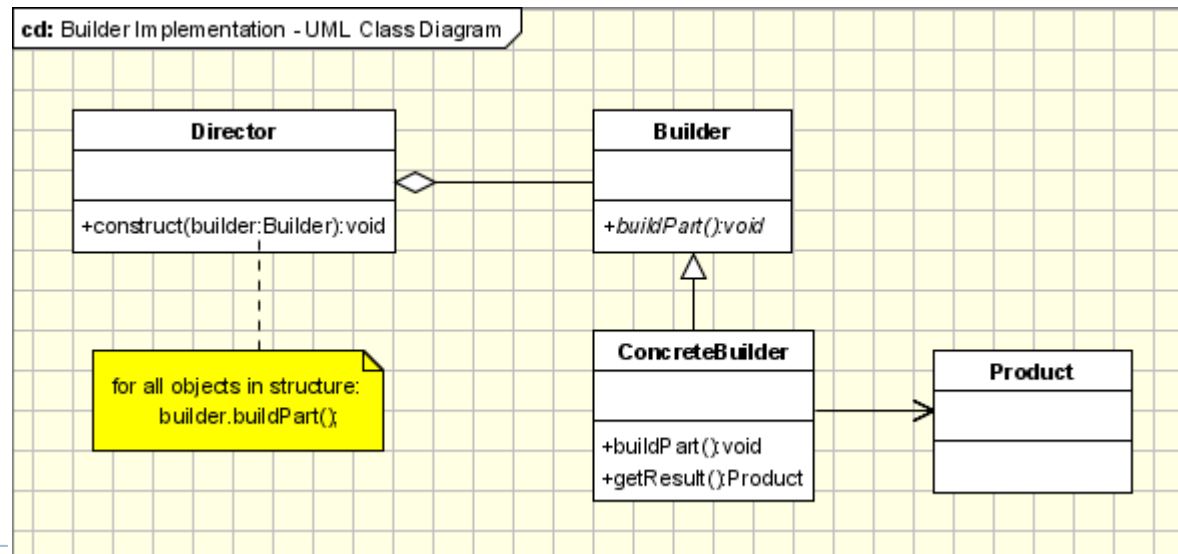 cd: Builder Implementation - UML Class Diagram
Director
+construct(builder:Builder):void
Builder
+buildPart():void
for all objects in structure:
builder.buildPart();
ConcreteBuilder
+buildPart():void
+getResult():Product
Product